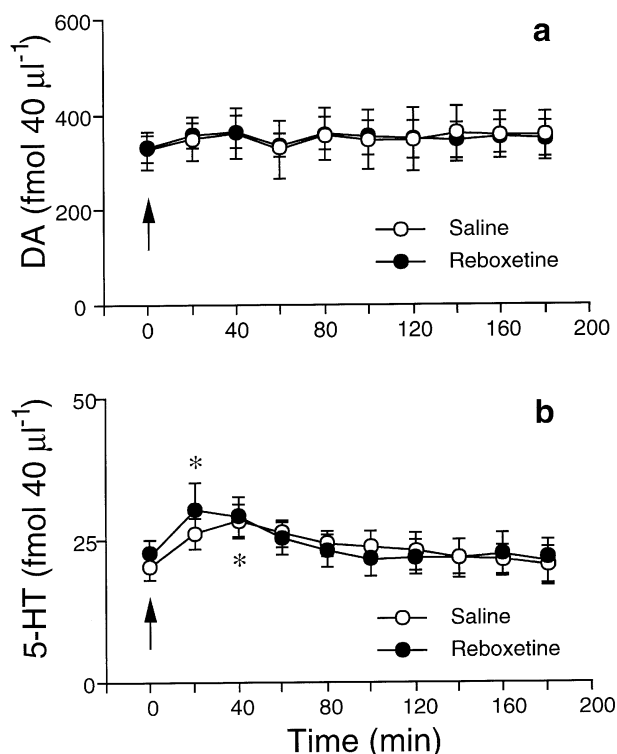 a
600
400
200
0
DA (fmol 40 µl⁻¹)
Saline
Reboxetine
0 40 80 120 160 200
b
50
25
0
5-HT (fmol 40 µl⁻¹)
*
*
Saline
Reboxetine
0 40 80 120 160 200
Time (min)